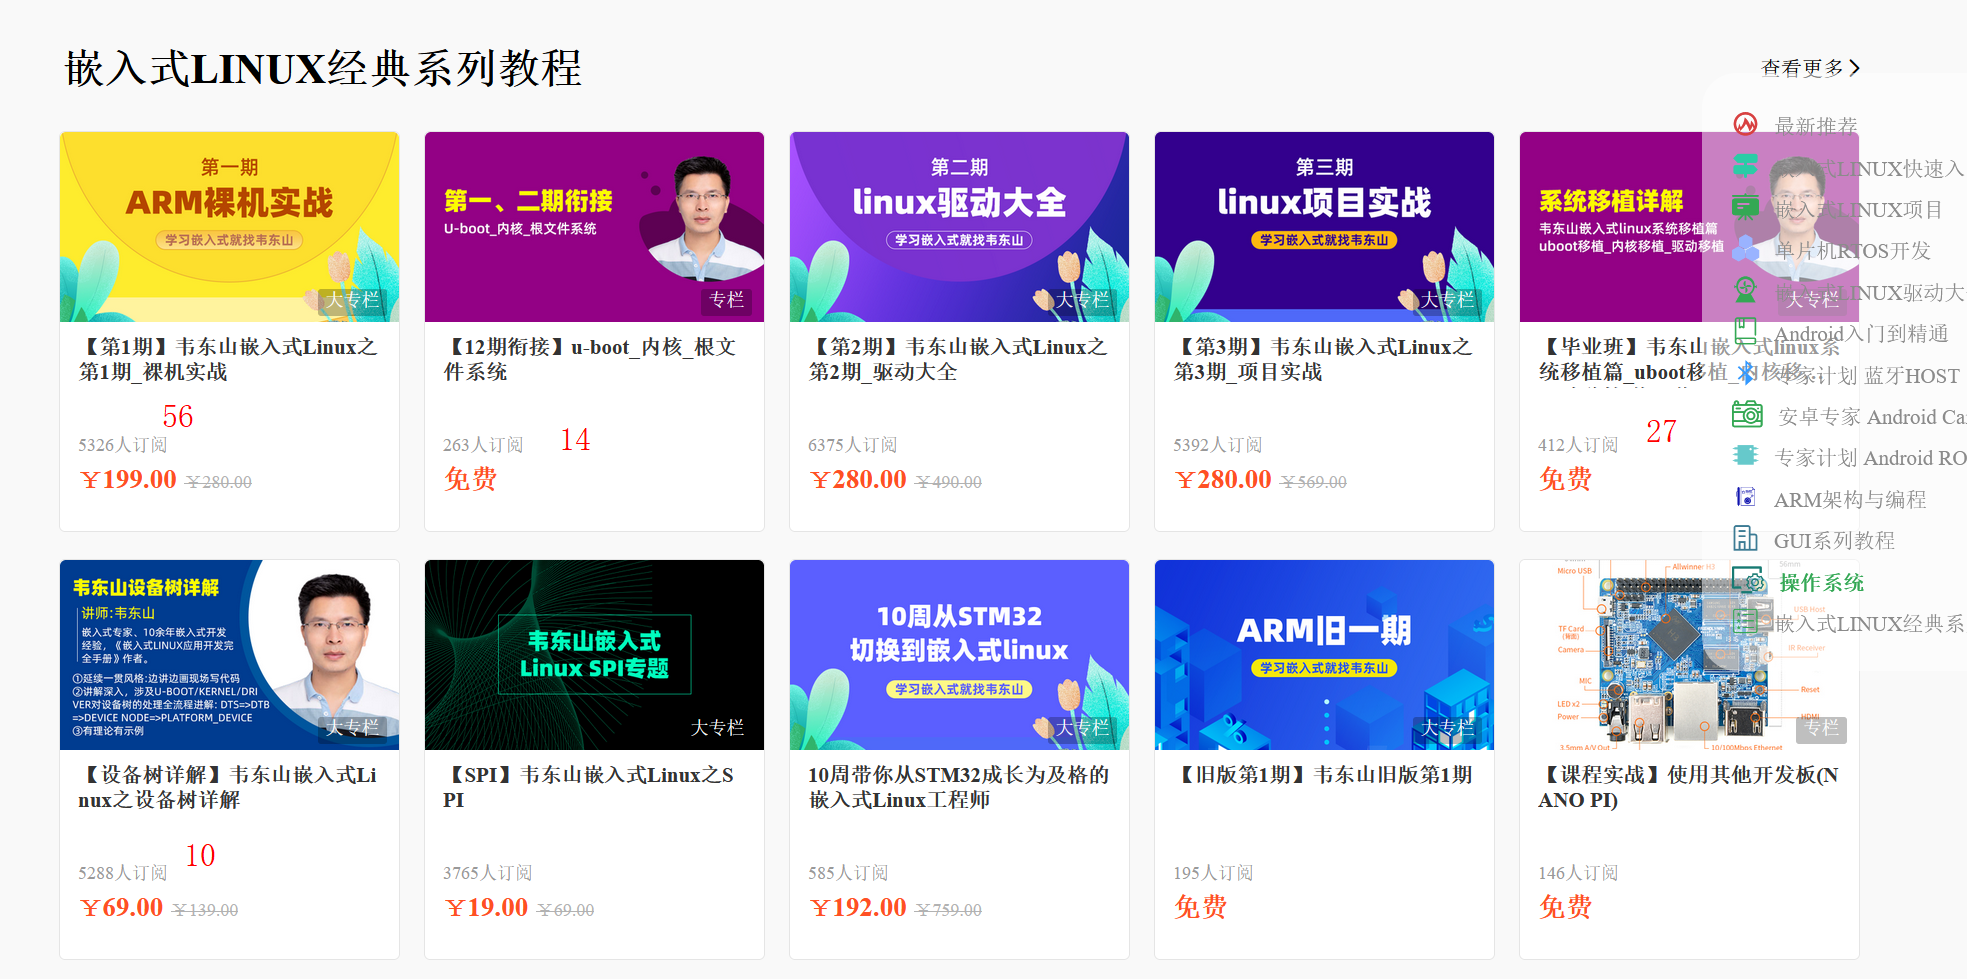 嵌入式LINUX经典系列教程
查看更多
第一期
ARM裸机实战
学习嵌入式就找韦东山
大专栏
【第1期】韦东山嵌入式Linux之
第1期_裸机实战
56
5326人订阅
￥199.00 ￥280.00
第一、二期衔接
U-boot_内核_根文件系统
专栏
【12期衔接】u-boot_内核_根文
件系统
14
263人订阅
免费
第二期
linux驱动大全
学习嵌入式就找韦东山
大专栏
【第2期】韦东山嵌入式Linux之
第2期_驱动大全
6375人订阅
￥280.00 ￥490.00
第三期
linux项目实战
学习嵌入式就找韦东山
大专栏
【第3期】韦东山嵌入式Linux之
第3期_项目实战
5392人订阅
￥280.00 ￥569.00
系统移植详解
韦东山嵌入式linux系统移植篇
uboot移植_内核移植_驱动移植
大专栏
【毕业班】韦东山嵌入式linux系
统移植篇_uboot移植_内核移...
27
412人订阅
免费
韦东山设备树详解
讲师:韦东山
嵌入式专家、10余年嵌入式开发
经验，《嵌入式LINUX应用开发完
全手册》作者。
①延续一贯风格:边讲边画现场写代码
②讲解深入，涉及U-BOOT/KERNEL/DRI
VER对设备树的处理全流程进解: DTS=>DTB
=>DEVICE NODE=>PLATFORM_DEVICE
③有理论有示例
大专栏
【设备树详解】韦东山嵌入式Li
nux之设备树详解
10
5288人订阅
￥69.00 ￥139.00
韦东山嵌入式
Linux SPI专题
大专栏
【SPI】韦东山嵌入式Linux之S
PI
3765人订阅
￥19.00 ￥69.00
10周从STM32
切换到嵌入式linux
学习嵌入式就找韦东山
大专栏
10周带你从STM32成长为及格的
嵌入式Linux工程师
585人订阅
￥192.00 ￥759.00
ARM旧一期
学习嵌入式就找韦东山
大专栏
【旧版第1期】韦东山旧版第1期
195人订阅
免费
Micro USB
Allwinner H3
56mm
USB Host
TF Card
(背面)
Camera
IR Receiver
MIC
Reset
LED x2
Power
HDMI
3.5mm A/V Out
10/100Mbps Ethernet
专栏
【课程实战】使用其他开发板(N
ANO PI)
146人订阅
免费
最新推荐
嵌入式LINUX快速入
嵌入式LINUX项目
单片机RTOS开发
嵌入式LINUX驱动大
Android入门到精通
专家计划 蓝牙HOST
安卓专家 Android Ca
专家计划 Android RO
ARM架构与编程
GUI系列教程
操作系统
嵌入式LINUX经典系